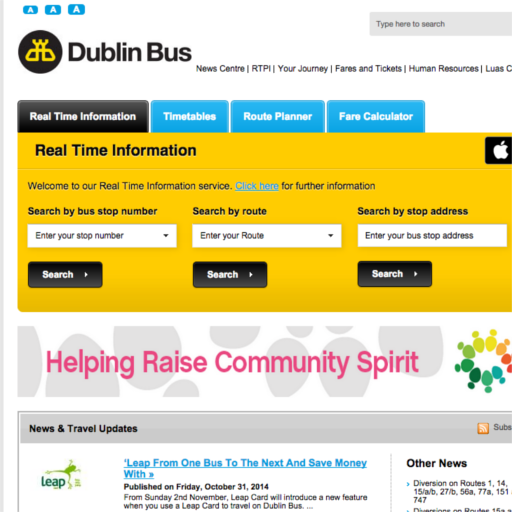 A A A
Type here to search
Dublin Bus
News Centre | RTPI | Your Journey | Fares and Tickets | Human Resources | Luas C
Real Time Information Timetables Route Planner Fare Calculator
Real Time Information
Welcome to our Real Time Information service. Click here for further information
Search by bus stop number Search by route Search by stop address
Enter your stop number Enter your Route Enter your bus stop address
Search Search Search
Helping Raise Community Spirit
News & Travel Updates Subs
Leap
'Leap From One Bus To The Next And Save Money
With »
Published on Friday, October 31, 2014
From Sunday 2nd November, Leap Card will introduce a new feature
when you use a Leap Card to travel on Dublin Bus. ...
Other News
Diversion on Routes 1, 14,
15/a/b, 27/b, 56a, 77a, 151
747
Diversions on Routes 15a a